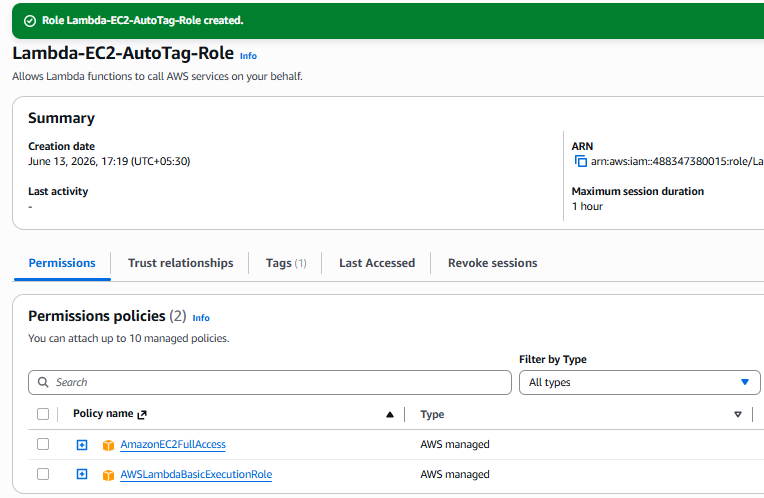 Role Lambda-EC2-AutoTag-Role created.
Lambda-EC2-AutoTag-Role Info
Allows Lambda functions to call AWS services on your behalf.
Summary
Creation date
June 13, 2026, 17:19 (UTC+05:30)
ARN
arn:aws:iam::488347380015:role/La
Last activity
-
Maximum session duration
1 hour
Permissions
Trust relationships
Tags (1)
Last Accessed
Revoke sessions
Permissions policies (2) Info
You can attach up to 10 managed policies.
Filter by Type
Search
All types
Policy name
Type
AmazonEC2FullAccess
AWS managed
AWSLambdaBasicExecutionRole
AWS managed